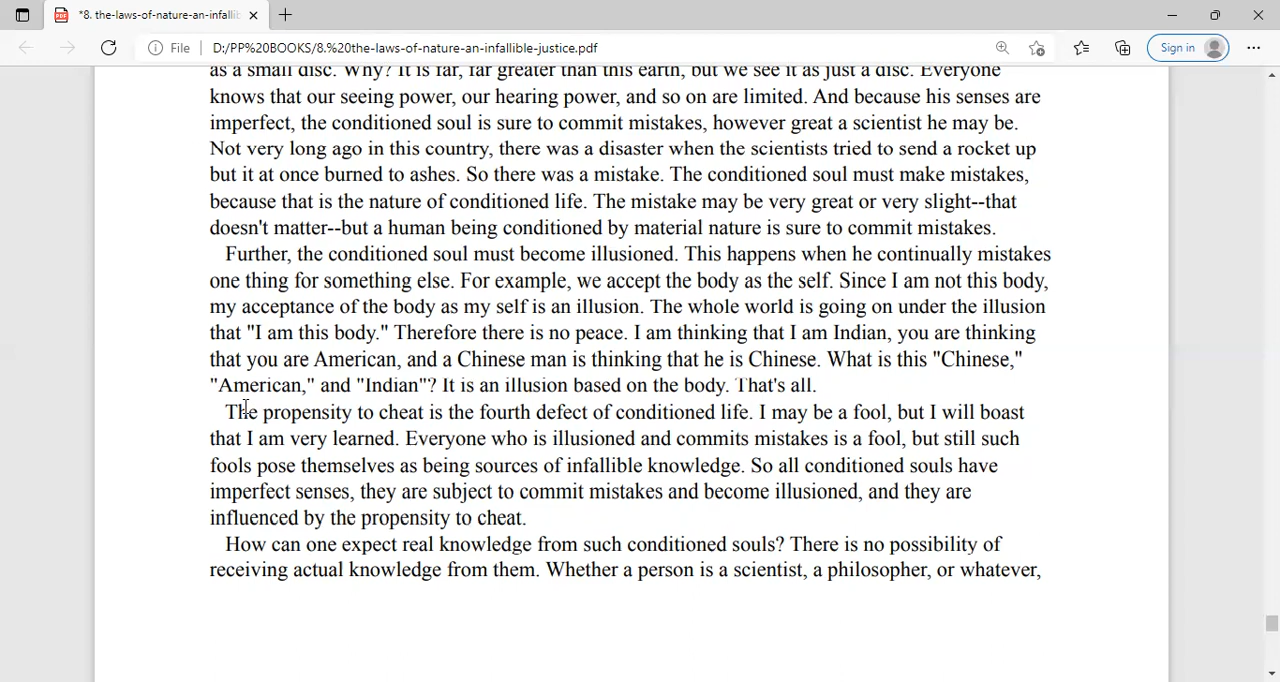 *8. the-laws-of-nature-an-infallib
File
D:/PP%20BOOKS/8.%20the-laws-of-nature-an-infallible-justice.pdf
Sign in
as a small disc. Why? It is far, far greater than this earth, but we see it as just a disc. Everyone
knows that our seeing power, our hearing power, and so on are limited. And because his senses are
imperfect, the conditioned soul is sure to commit mistakes, however great a scientist he may be.
Not very long ago in this country, there was a disaster when the scientists tried to send a rocket up
but it at once burned to ashes. So there was a mistake. The conditioned soul must make mistakes,
because that is the nature of conditioned life. The mistake may be very great or very slight--that
doesn't matter--but a human being conditioned by material nature is sure to commit mistakes.
Further, the conditioned soul must become illusioned. This happens when he continually mistakes
one thing for something else. For example, we accept the body as the self. Since I am not this body,
my acceptance of the body as my self is an illusion. The whole world is going on under the illusion
that "I am this body." Therefore there is no peace. I am thinking that I am Indian, you are thinking
that you are American, and a Chinese man is thinking that he is Chinese. What is this "Chinese,"
"American," and "Indian"? It is an illusion based on the body. That's all.
The propensity to cheat is the fourth defect of conditioned life. I may be a fool, but I will boast
that I am very learned. Everyone who is illusioned and commits mistakes is a fool, but still such
fools pose themselves as being sources of infallible knowledge. So all conditioned souls have
imperfect senses, they are subject to commit mistakes and become illusioned, and they are
influenced by the propensity to cheat.
How can one expect real knowledge from such conditioned souls? There is no possibility of
receiving actual knowledge from them. Whether a person is a scientist, a philosopher, or whatever,